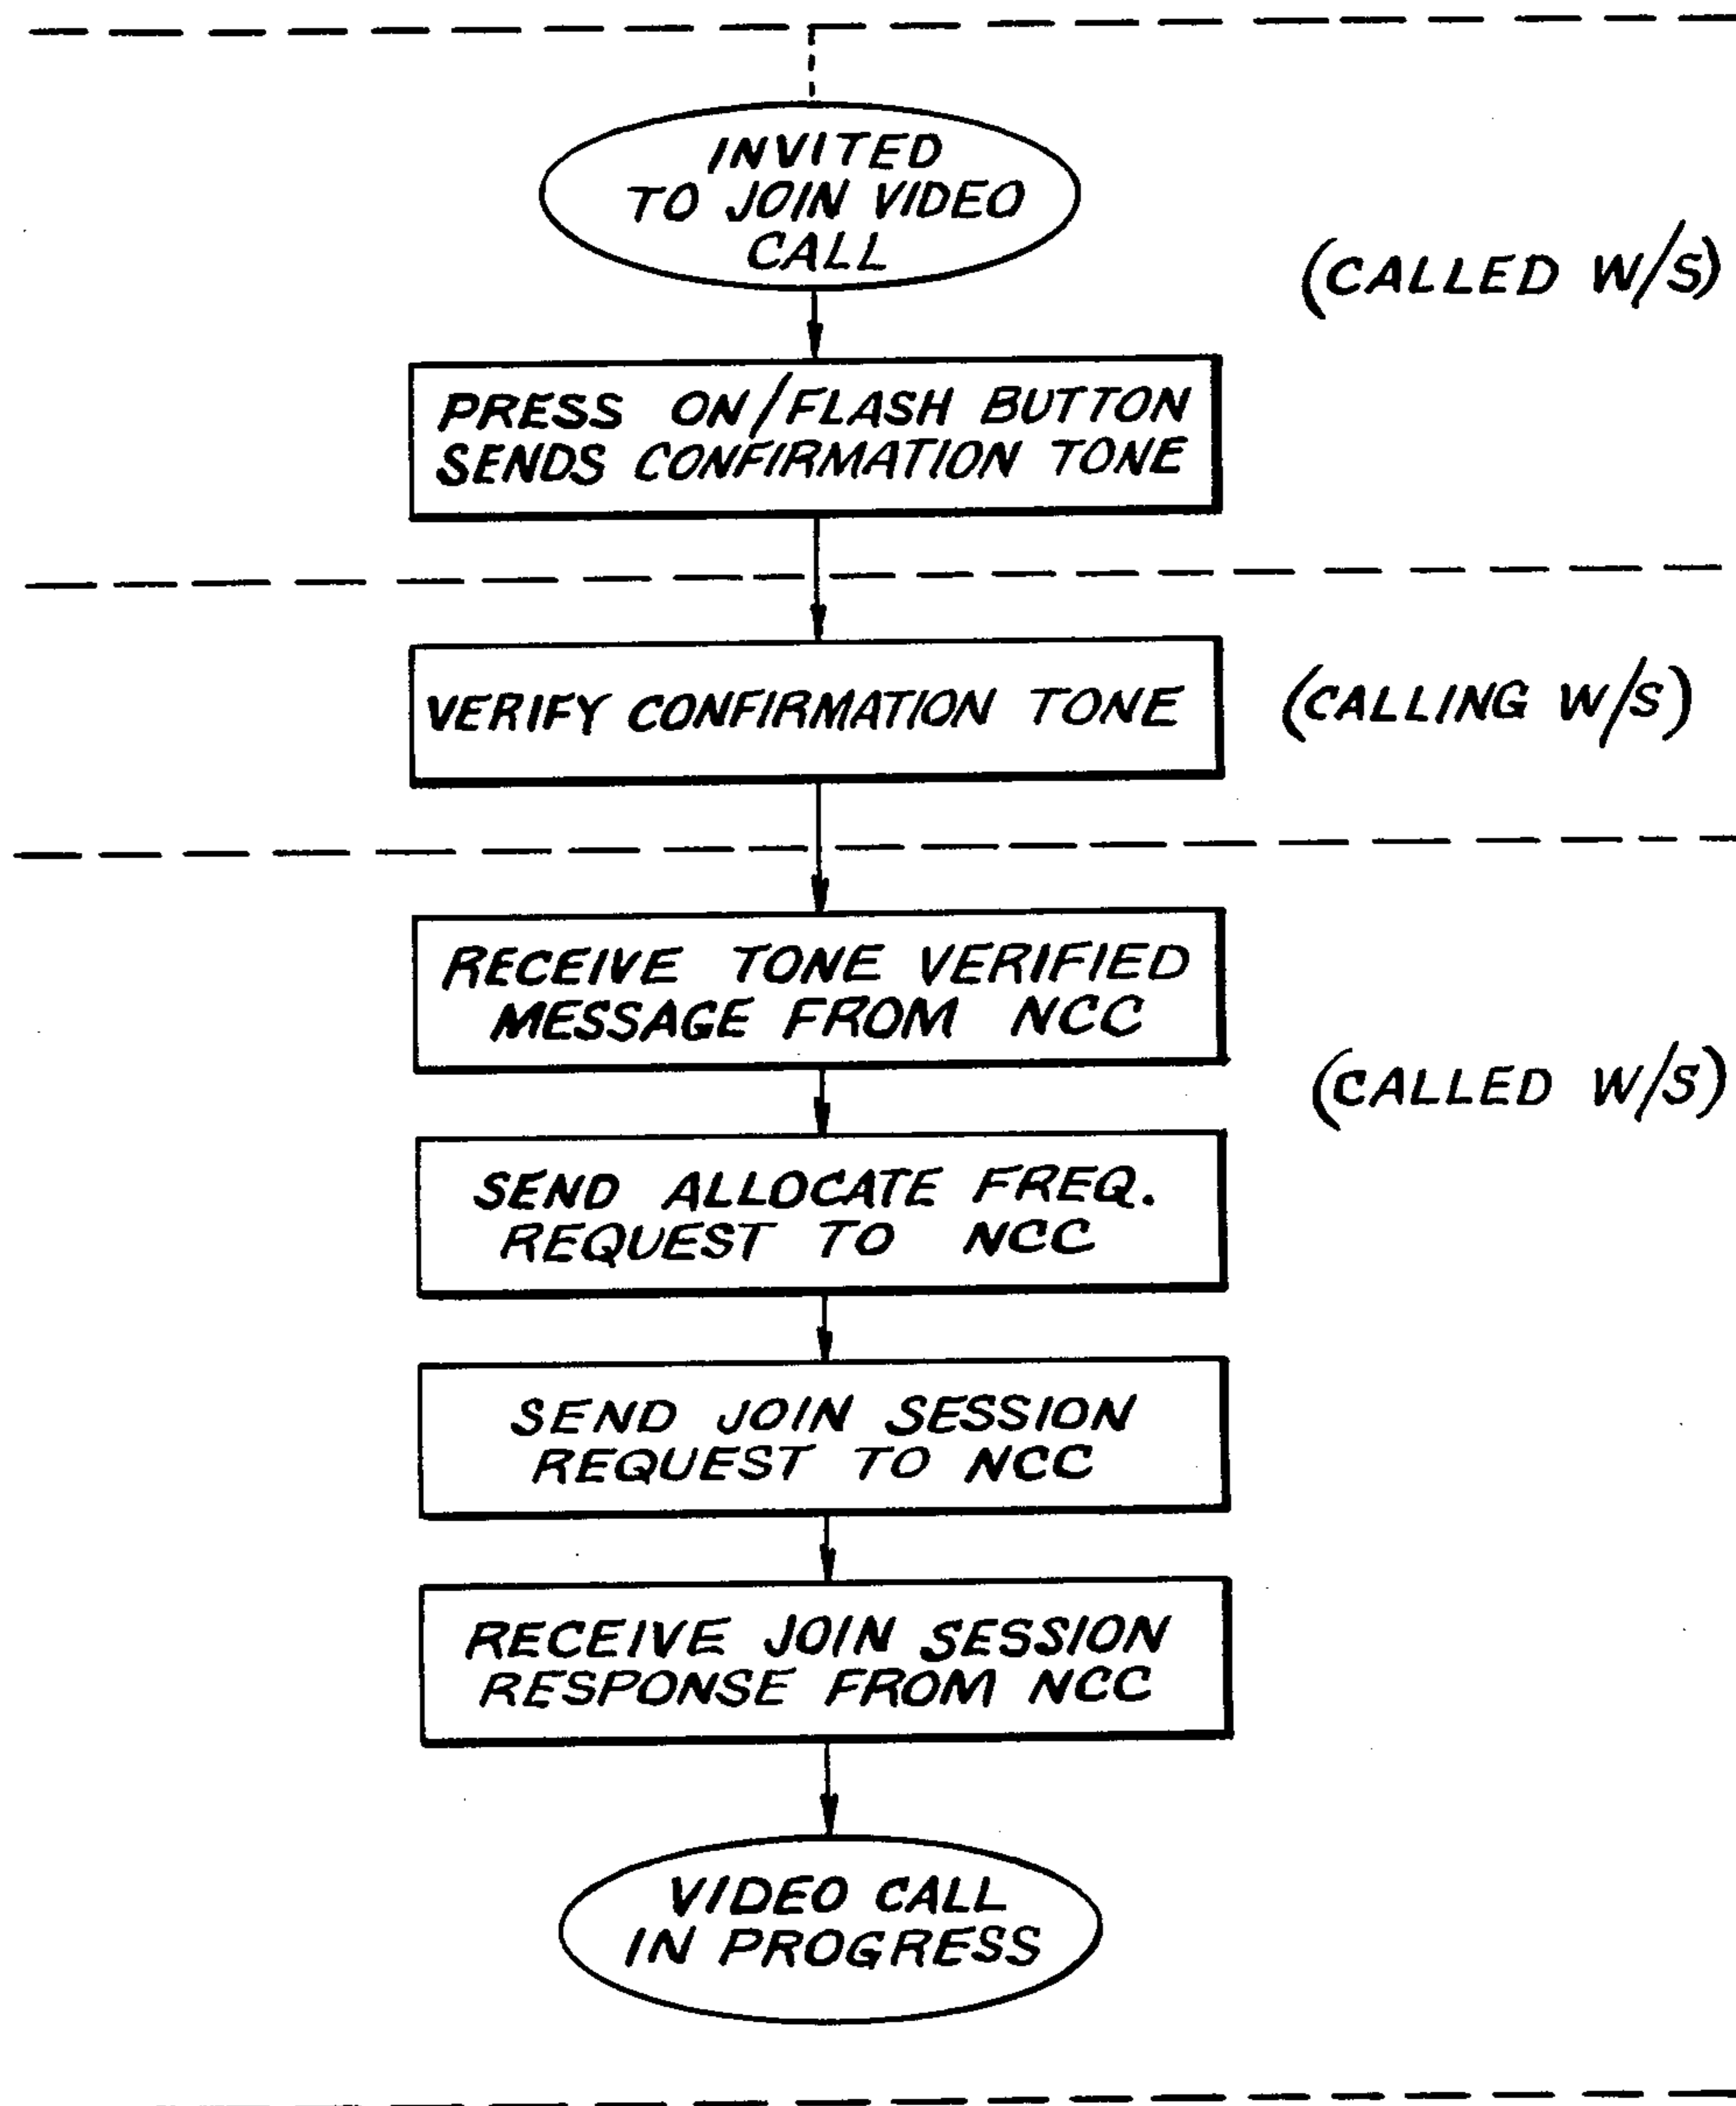 INVITED
TO JOIN VIDEO
CALL
(CALLED W/S)
PRESS ON/FLASH BUTTON
SENDS CONFIRMATION TONE
VERIFY CONFIRMATION TONE
(CALLING W/S)
RECEIVE TONE VERIFIED
MESSAGE FROM NCC
(CALLED W/S)
SEND ALLOCATE FREQ.
REQUEST TO NCC
SEND JOIN SESSION
REQUEST TO NCC
RECEIVE JOIN SESSION
RESPONSE FROM NCC
VIDEO CALL
IN PROGRESS